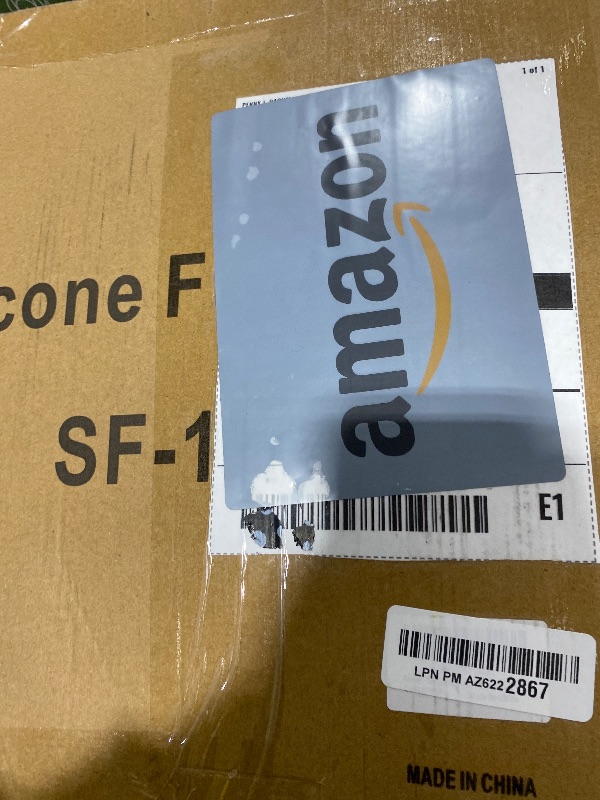 1 of 1
cone F
amazon
SF-1
E1
LPN PM AZ6222867
MADE IN CHINA